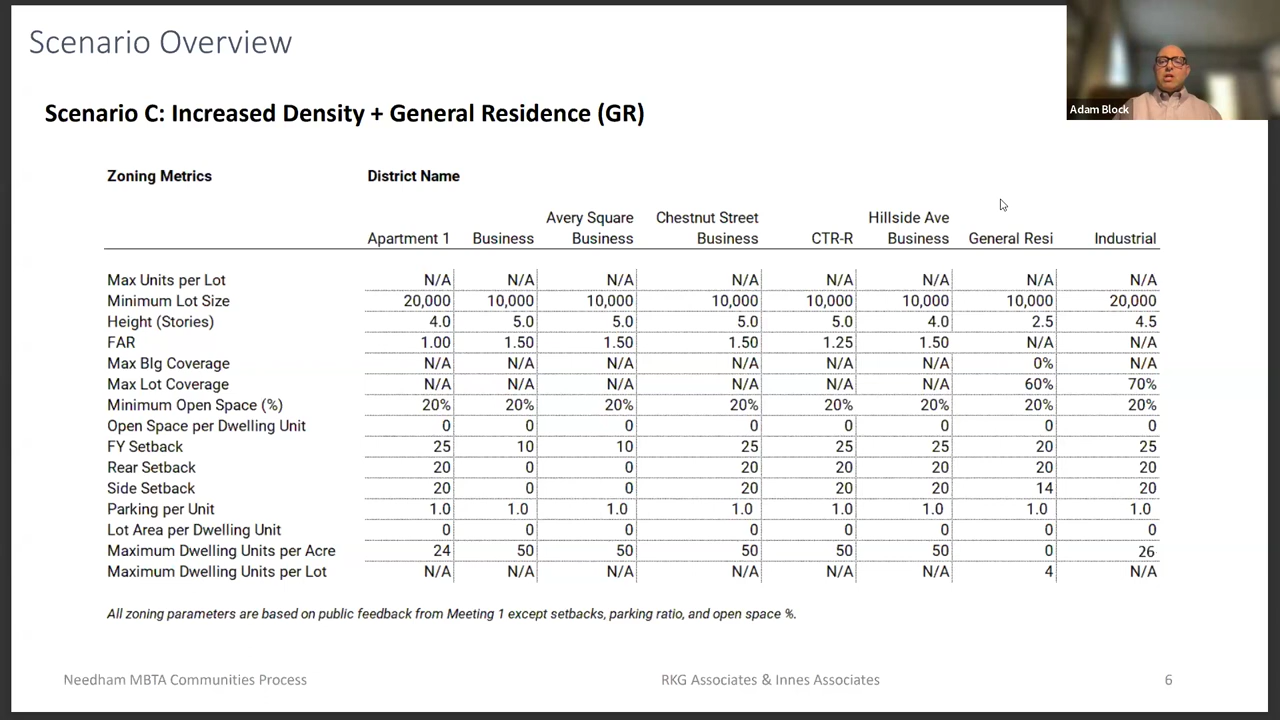 Scenario Overview
Adam Block
Scenario C: Increased Density + General Residence (GR)
Zoning Metrics District Name
Avery Square Chestnut Street Hillside Ave
Apartment 1 Business Business Business CTR-R Business General Resi Industrial
Max Units per Lot N/A N/A N/A N/A N/A N/A N/A N/A
Minimum Lot Size 20,000 10,000 10,000 10,000 10,000 10,000 10,000 20,000
Height (Stories) 4.0 5.0 5.0 5.0 5.0 4.0 2.5 4.5
FAR 1.00 1.50 1.50 1.50 1.25 1.50 N/A N/A
Max Blg Coverage N/A N/A N/A N/A N/A N/A 0% N/A
Max Lot Coverage N/A N/A N/A N/A N/A N/A 60% 70%
Minimum Open Space (%) 20% 20% 20% 20% 20% 20% 20% 20%
Open Space per Dwelling Unit 0 0 0 0 0 0 0 0
FY Setback 25 10 10 25 25 25 20 25
Rear Setback 20 0 0 20 20 20 20 20
Side Setback 20 0 0 20 20 20 14 20
Parking per Unit 1.0 1.0 1.0 1.0 1.0 1.0 1.0 1.0
Lot Area per Dwelling Unit 0 0 0 0 0 0 0 0
Maximum Dwelling Units per Acre 24 50 50 50 50 50 0 26
Maximum Dwelling Units per Lot N/A N/A N/A N/A N/A N/A 4 N/A
All zoning parameters are based on public feedback from Meeting 1 except setbacks, parking ratio, and open space %.
Needham MBTA Communities Process RKG Associates & Innes Associates 6